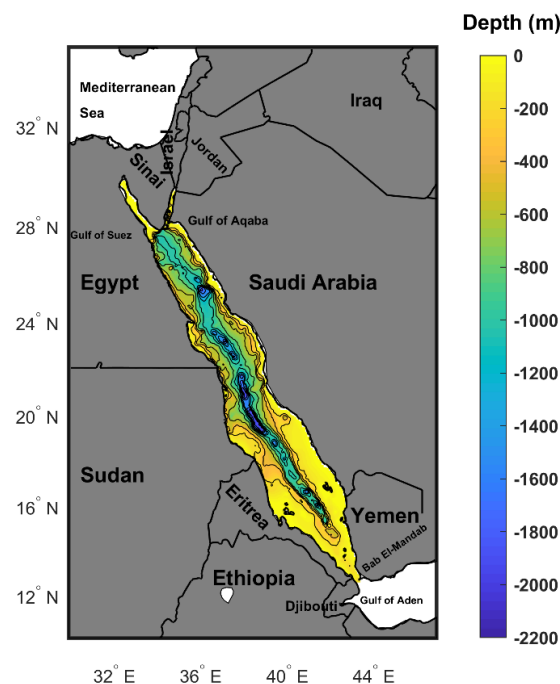 Depth (m)
Mediterranean
Sea
Iraq
Israel
Jordan
Sinai
Gulf of Aqaba
Gulf of Suez
Egypt
Saudi Arabia
Sudan
Eritrea
Yemen
Bab El-Mandab
Ethiopia
Djibouti
Gulf of Aden
32° N
28° N
24° N
20° N
16° N
12° N
32° E
36° E
40° E
44° E
0
-200
-400
-600
-800
-1000
-1200
-1400
-1600
-1800
-2000
-2200